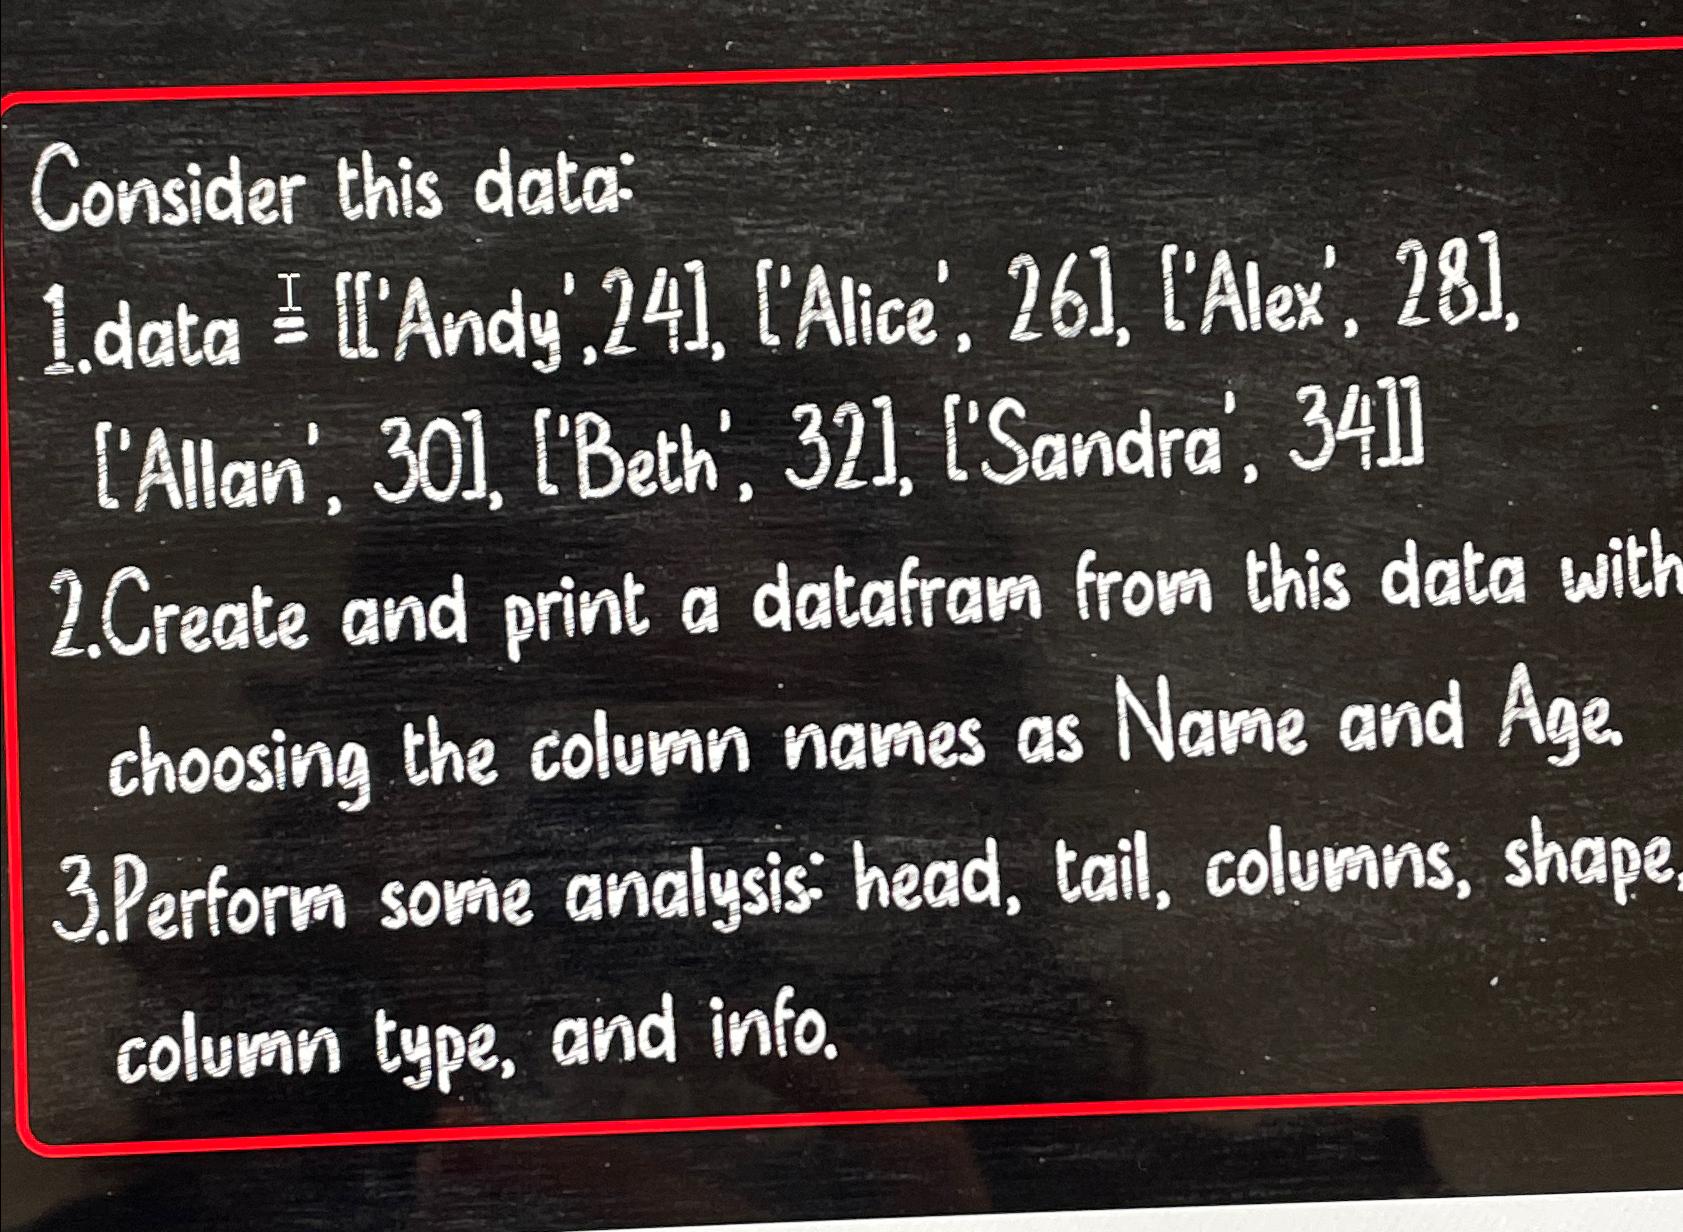 Consider this data:
1.data = [['Andy',24], ['Alice', 26], ['Alex', 28],
['Allan', 30], ['Beth', 32], ['Sandra', 34]]
2.Create and print a datafram from this data with
choosing the column names as Name and Age.
3.Perform some analysis: head, tail, columns, shape,
column type, and info.